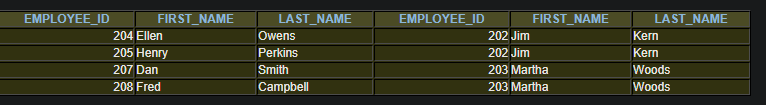 EMPLOYEE_ID FIRST_NAME LAST_NAME EMPLOYEE_ID FIRST_NAME LAST_NAME
204 Ellen Owens 202 Jim Kern
205 Henry Perkins 202 Jim Kern
207 Dan Smith 203 Martha Woods
208 Fred Campbell 203 Martha Woods